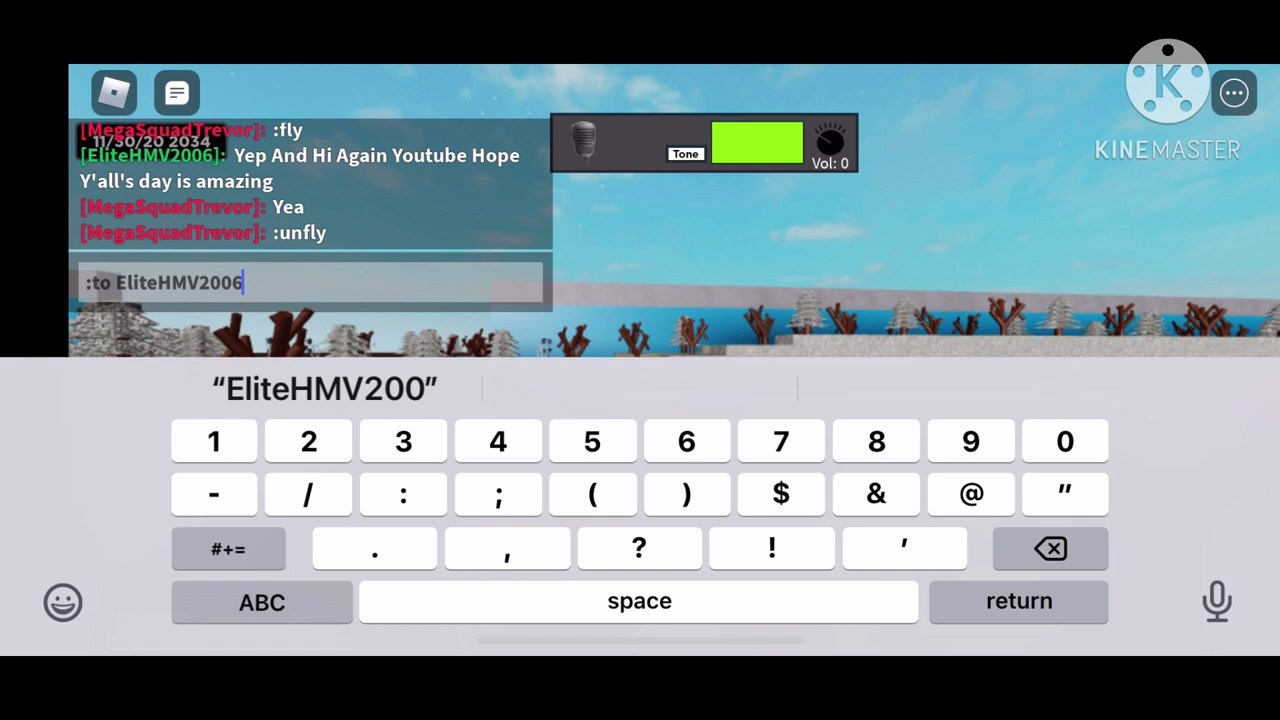 [MegaSquadTrevor]: :fly
11/30/20 2034
[EliteHMV2006]: Yep And Hi Again Youtube Hope
Y'all's day is amazing
[MegaSquadTrevor]: Yea
[MegaSquadTrevor]: :unfly
:to EliteHMV2006
Tone
Vol: 0
K
KINEMASTER
“EliteHMV200”
1 2 3 4 5 6 7 8 9 0
- / : ; ( ) $ & @ "
#+= . , ? ! '
ABC space return